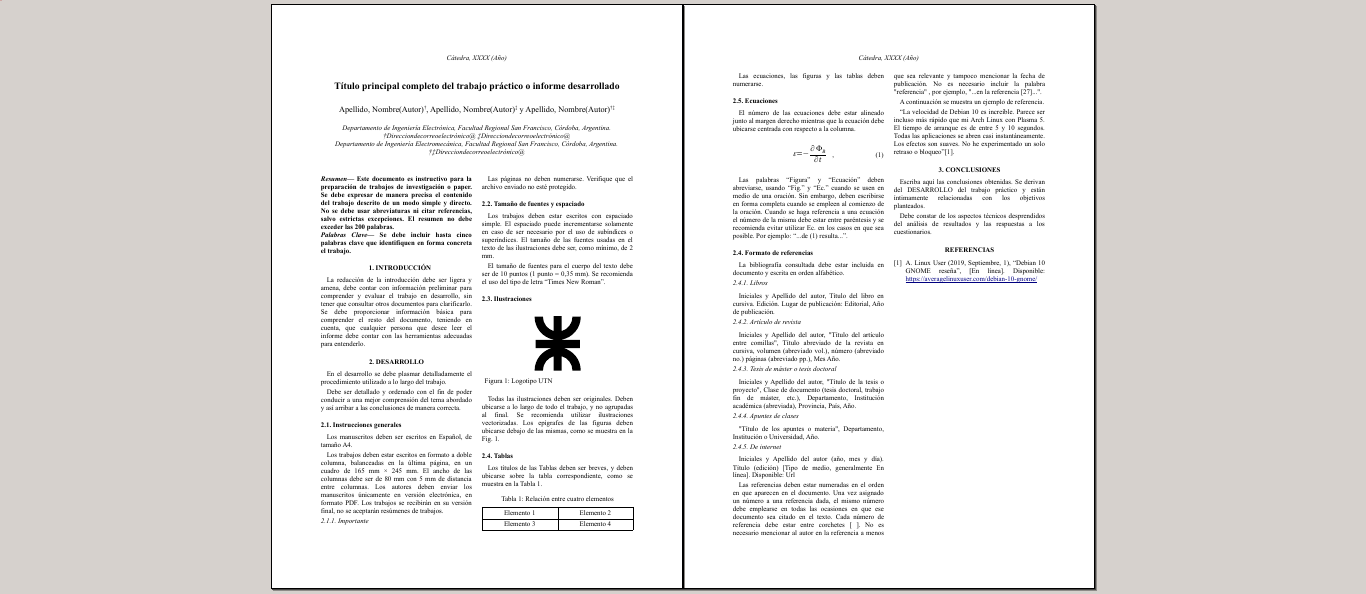 Cátedra, XXXX (Año)
Título principal completo del trabajo práctico o informe desarrollado
Apellido, Nombre(Autor)†, Apellido, Nombre(Autor)‡ y Apellido, Nombre(Autor)†‡
Departamento de Ingeniería Electrónica, Facultad Regional San Francisco, Córdoba, Argentina.
†Direcciondecorreoelectrónico@, ‡Direcciondecorreoelectrónico@
Departamento de Ingeniería Electromecánica, Facultad Regional San Francisco, Córdoba, Argentina.
†‡Direcciondecorreoelectrónico@
Resumen— Este documento es instructivo para la
preparación de trabajos de investigación o paper.
Se debe expresar de manera precisa el contenido
del trabajo descrito de un modo simple y directo.
No se debe usar abreviaturas ni citar referencias,
salvo estrictas excepciones. El resumen no debe
exceder las 200 palabras.
Palabras Clave— Se debe incluir hasta cinco
palabras clave que identifiquen en forma concreta
el trabajo.
1. INTRODUCCIÓN
La redacción de la introducción debe ser ligera y
amena, debe contar con información preliminar para
comprender y evaluar el trabajo en desarrollo, sin
tener que consultar otros documentos para clarificarlo.
Se debe proporcionar información básica para
comprender el resto del documento, teniendo en
cuenta, que cualquier persona que desee leer el
informe debe contar con las herramientas adecuadas
para entenderlo.
2. DESARROLLO
En el desarrollo se debe plasmar detalladamente el
procedimiento utilizado a lo largo del trabajo.
Debe ser detallado y ordenado con el fin de poder
conducir a una mejor comprensión del tema abordado
y así arribar a las conclusiones de manera correcta.
2.1. Instrucciones generales
Los manuscritos deben ser escritos en Español, de
tamaño A4.
Los trabajos deben estar escritos en formato a doble
columna, balanceadas en la última página, en un
cuadro de 165 mm × 245 mm. El ancho de las
columnas debe ser de 80 mm con 5 mm de distancia
entre columnas. Los autores deben enviar los
manuscritos únicamente en versión electrónica, en
formato PDF. Los trabajos se recibirán en su versión
final, no se aceptarán resúmenes de trabajos.
2.1.1. Importante
Las páginas no deben numerarse. Verifique que el
archivo enviado no esté protegido.
2.2. Tamaño de fuentes y espaciado
Los trabajos deben estar escritos con espaciado
simple. El espaciado puede incrementarse solamente
en caso de ser necesario por el uso de subíndices o
superíndices. El tamaño de las fuentes usadas en el
texto de las ilustraciones debe ser, como mínimo, de 2
mm.
El tamaño de fuentes para el cuerpo del texto debe
ser de 10 puntos (1 punto = 0,35 mm). Se recomienda
el uso del tipo de letra “Times New Roman”.
2.3. Ilustraciones
Figura 1: Logotipo UTN
Todas las ilustraciones deben ser originales. Deben
ubicarse a lo largo de todo el trabajo, y no agrupadas
al final. Se recomienda utilizar ilustraciones
vectorizadas. Los epígrafes de las figuras deben
ubicarse debajo de las mismas, como se muestra en la
Fig. 1.
2.4. Tablas
Los títulos de las Tablas deben ser breves, y deben
ubicarse sobre la tabla correspondiente, como se
muestra en la Tabla 1.
Tabla 1: Relación entre cuatro elementos
Elemento 1 Elemento 2
Elemento 3 Elemento 4
Cátedra, XXXX (Año)
Las ecuaciones, las figuras y las tablas deben
numerarse.
2.5. Ecuaciones
El número de las ecuaciones debe estar alineado
junto al margen derecho mientras que la ecuación debe
ubicarse centrada con respecto a la columna.
ε=− ∂Φ_B / ∂t , (1)
Las palabras “Figura” y “Ecuación” deben
abreviarse, usando “Fig.” y “Ec.” cuando se usen en
medio de una oración. Sin embargo, deben escribirse
en forma completa cuando se empleen al comienzo de
la oración. Cuando se haga referencia a una ecuación
el número de la misma debe estar entre paréntesis y se
recomienda evitar utilizar Ec. en los casos en que sea
posible. Por ejemplo: “...de (1) resulta...”.
2.4. Formato de referencias
La bibliografía consultada debe estar incluida en
documento y escrita en orden alfabético.
2.4.1. Libros
Iniciales y Apellido del autor, Título del libro en
cursiva. Edición. Lugar de publicación: Editorial, Año
de publicación.
2.4.2. Artículo de revista
Iniciales y Apellido del autor, "Título del artículo
entre comillas", Título abreviado de la revista en
cursiva, volumen (abreviado vol.), número (abreviado
no.) páginas (abreviado pp.), Mes Año.
2.4.3. Tesis de máster o tesis doctoral
Iniciales y Apellido del autor, "Título de la tesis o
proyecto", Clase de documento (tesis doctoral, trabajo
fin de máster, etc.), Departamento, Institución
académica (abreviada), Provincia, País, Año.
2.4.4. Apuntes de clases
"Título de los apuntes o materia", Departamento,
Institución o Universidad, Año.
2.4.5. De internet
Iniciales y Apellido del autor (año, mes y día).
Título (edición) [Tipo de medio, generalmente En
línea]. Disponible: Url
Las referencias deben estar numeradas en el orden
en que aparecen en el documento. Una vez asignado
un número a una referencia dada, el mismo número
debe emplearse en todas las ocasiones en que ese
documento sea citado en el texto. Cada número de
referencia debe estar entre corchetes [ ]. No es
necesario mencionar al autor en la referencia a menos
que sea relevante y tampoco mencionar la fecha de
publicación. No es necesario incluir la palabra
"referencia" , por ejemplo, "...en la referencia [27]...".
A continuación se muestra un ejemplo de referencia.
“La velocidad de Debian 10 es increíble. Parece ser
incluso más rápido que mi Arch Linux con Plasma 5.
El tiempo de arranque es de entre 5 y 10 segundos.
Todas las aplicaciones se abren casi instantáneamente.
Los efectos son suaves. No he experimentado un solo
retraso o bloqueo”[1].
3. CONCLUSIONES
Escriba aquí las conclusiones obtenidas. Se derivan
del DESARROLLO del trabajo práctico y están
íntimamente relacionadas con los objetivos
planteados.
Debe constar de los aspectos técnicos desprendidos
del análisis de resultados y las respuestas a los
cuestionarios.
REFERENCIAS
[1] A. Linux User (2019, Septiembre, 1), “Debian 10
GNOME reseña”, [En línea]. Disponible:
https://averagelinuxuser.com/debian-10-gnome/